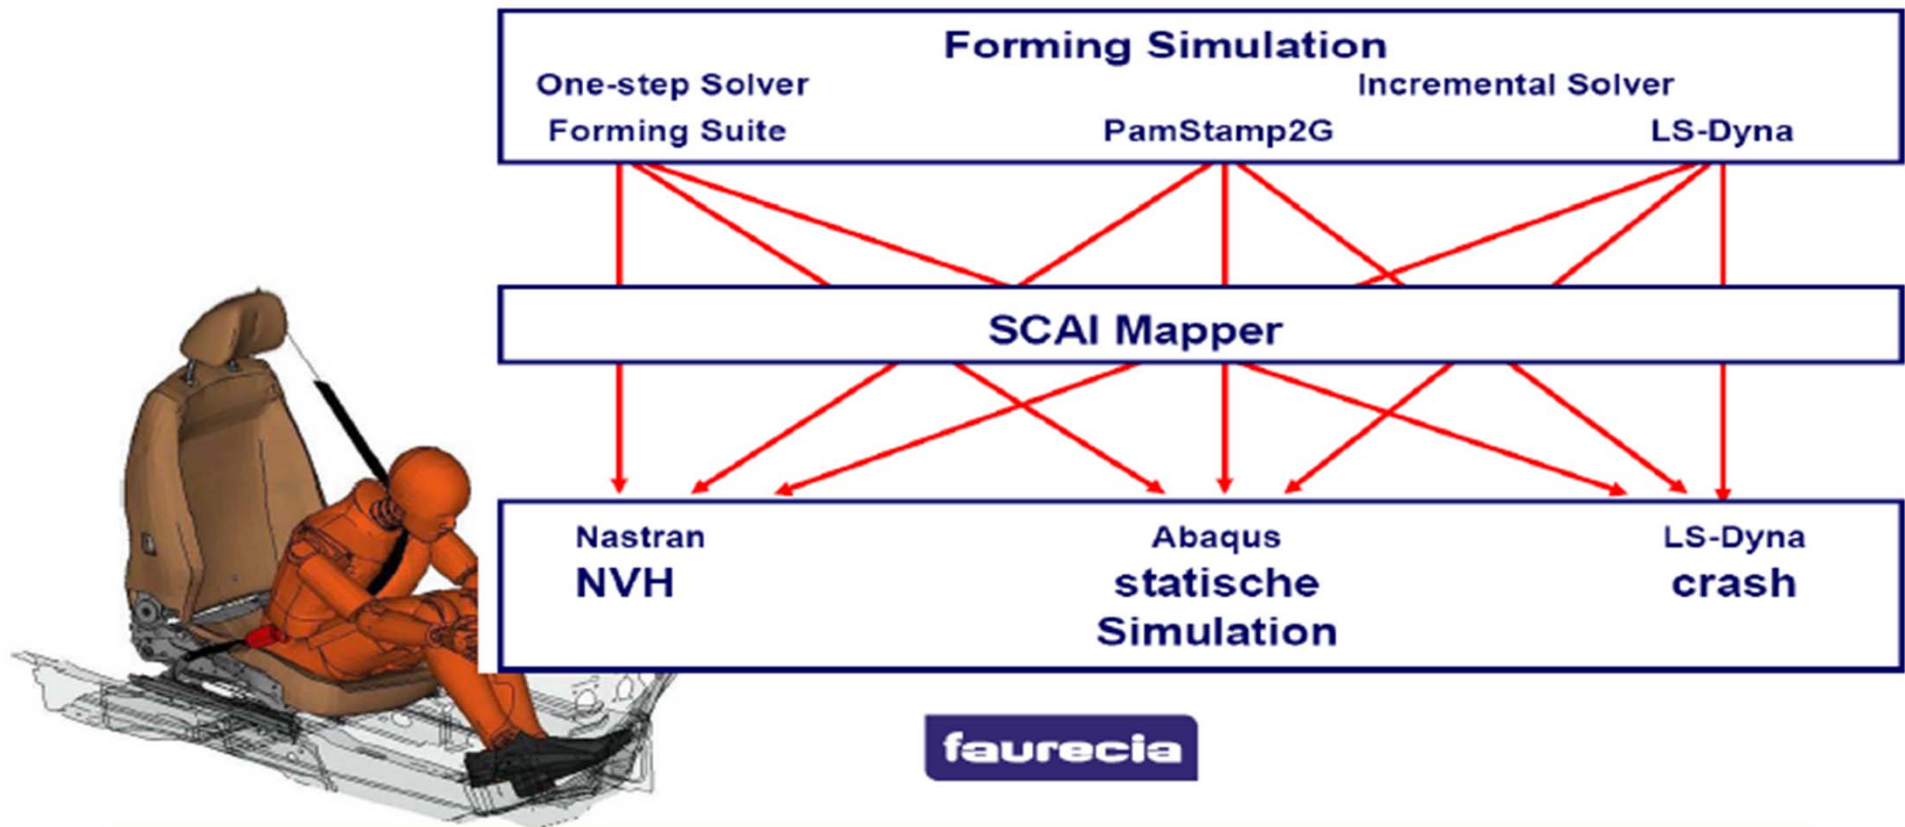 Forming Simulation
One-step Solver
Incremental Solver
Forming Suite
PamStamp2G
LS-Dyna
SCAI Mapper
Nastran
NVH
Abaqus
statische
Simulation
LS-Dyna
crash
faurecia